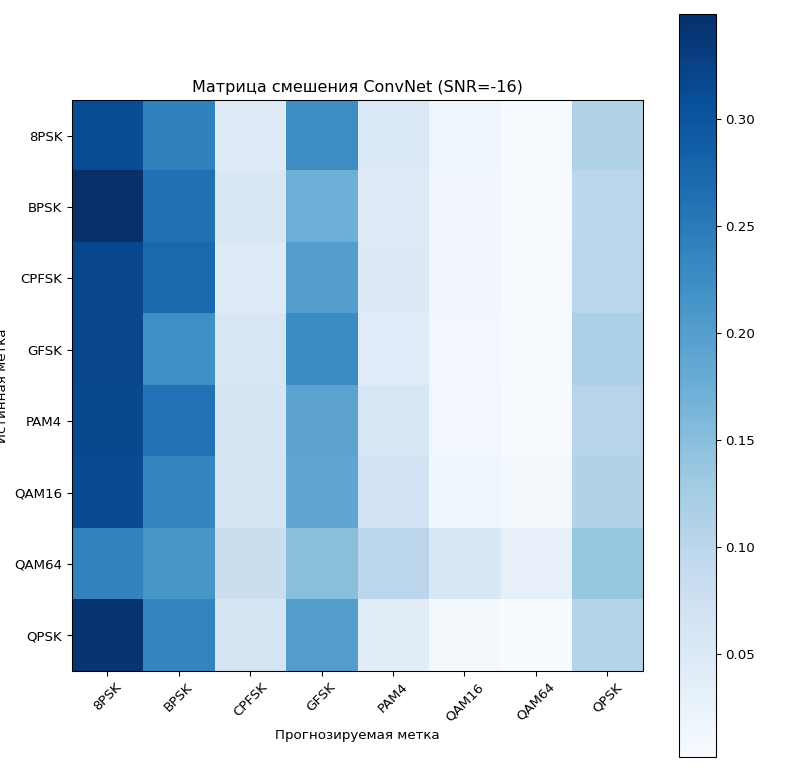 Матрица смешения ConvNet (SNR=-16)
8PSK
BPSK
CPFSK
GFSK
PAM4
QAM16
QAM64
QPSK
8PSK BPSK CPFSK GFSK PAM4 QAM16 QAM64 QPSK
Прогнозируемая метка
Истинная метка
0.30
0.25
0.20
0.15
0.10
0.05